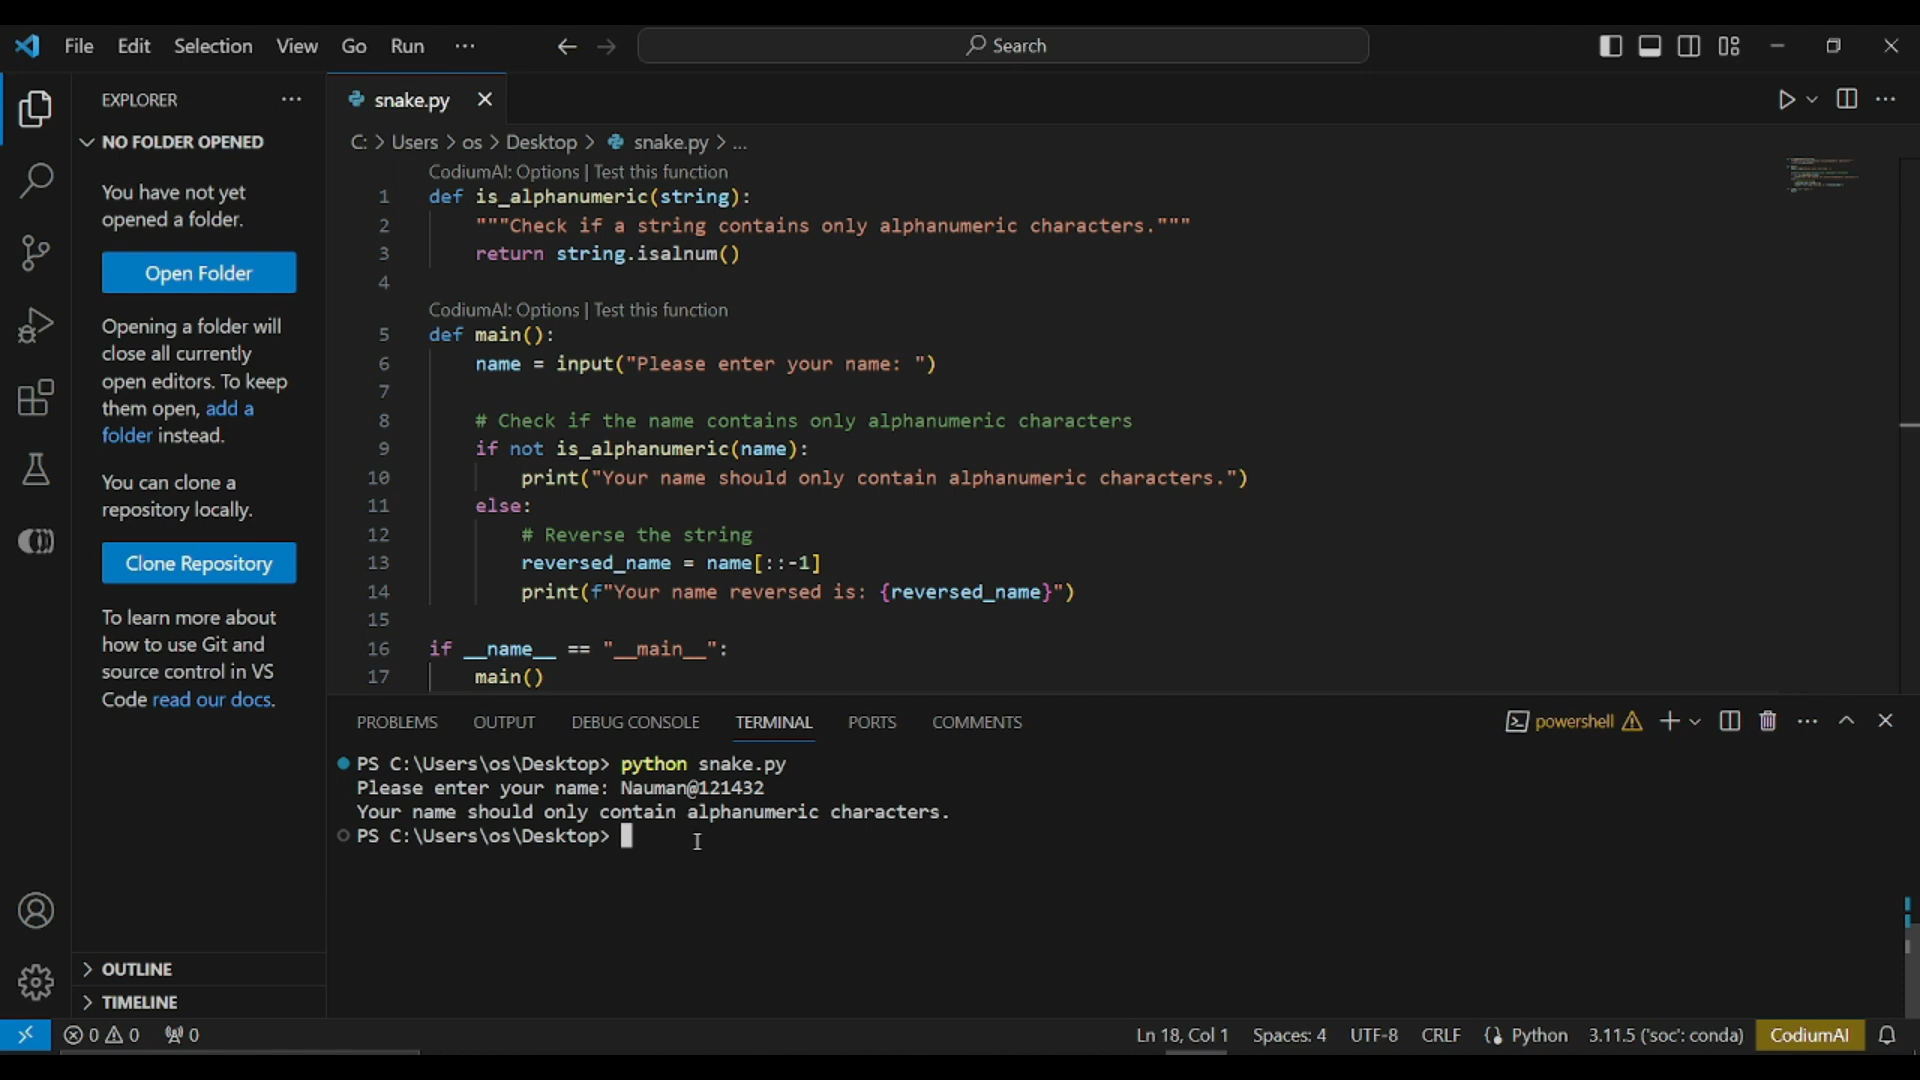 File Edit Selection View Go Run ···
Search
EXPLORER
NO FOLDER OPENED
You have not yet
opened a folder.
Open Folder
Opening a folder will
close all currently
open editors. To keep
them open, add a
folder instead.
You can clone a
repository locally.
Clone Repository
To learn more about
how to use Git and
source control in VS
Code read our docs.
OUTLINE
TIMELINE
snake.py
C: > Users > os > Desktop > snake.py > ...
CodiumAI: Options | Test this function
1 def is_alphanumeric(string):
2 """Check if a string contains only alphanumeric characters."""
3 return string.isalnum()
4
CodiumAI: Options | Test this function
5 def main():
6 name = input("Please enter your name: ")
7
8 # Check if the name contains only alphanumeric characters
9 if not is_alphanumeric(name):
10 print("Your name should only contain alphanumeric characters.")
11 else:
12 # Reverse the string
13 reversed_name = name[::-1]
14 print(f"Your name reversed is: {reversed_name}")
15
16 if __name__ == "__main__":
17 main()
PROBLEMS OUTPUT DEBUG CONSOLE TERMINAL PORTS COMMENTS
powershell
PS C:\Users\os\Desktop> python snake.py
Please enter your name: Nauman@121432
Your name should only contain alphanumeric characters.
PS C:\Users\os\Desktop>
0 0 0
Ln 18, Col 1 Spaces: 4 UTF-8 CRLF Python 3.11.5 ('soc': conda) CodiumAI